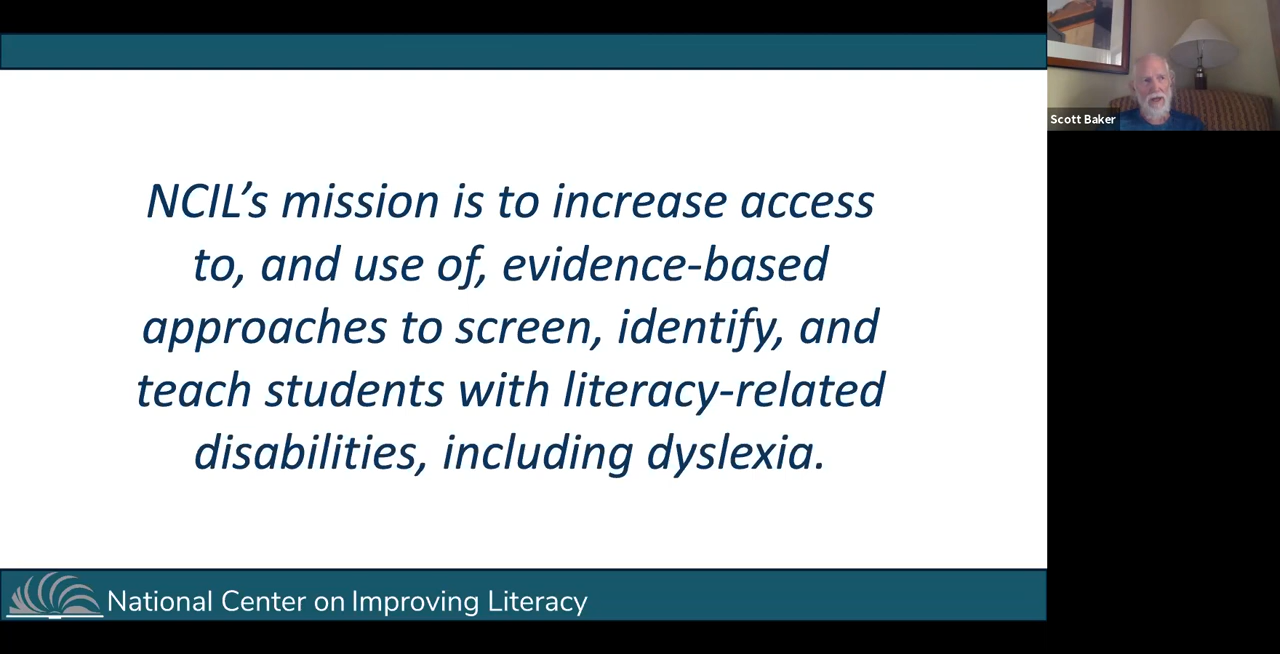 Scott Baker
NCIL’s mission is to increase access
to, and use of, evidence-based
approaches to screen, identify, and
teach students with literacy-related
disabilities, including dyslexia.
National Center on Improving Literacy